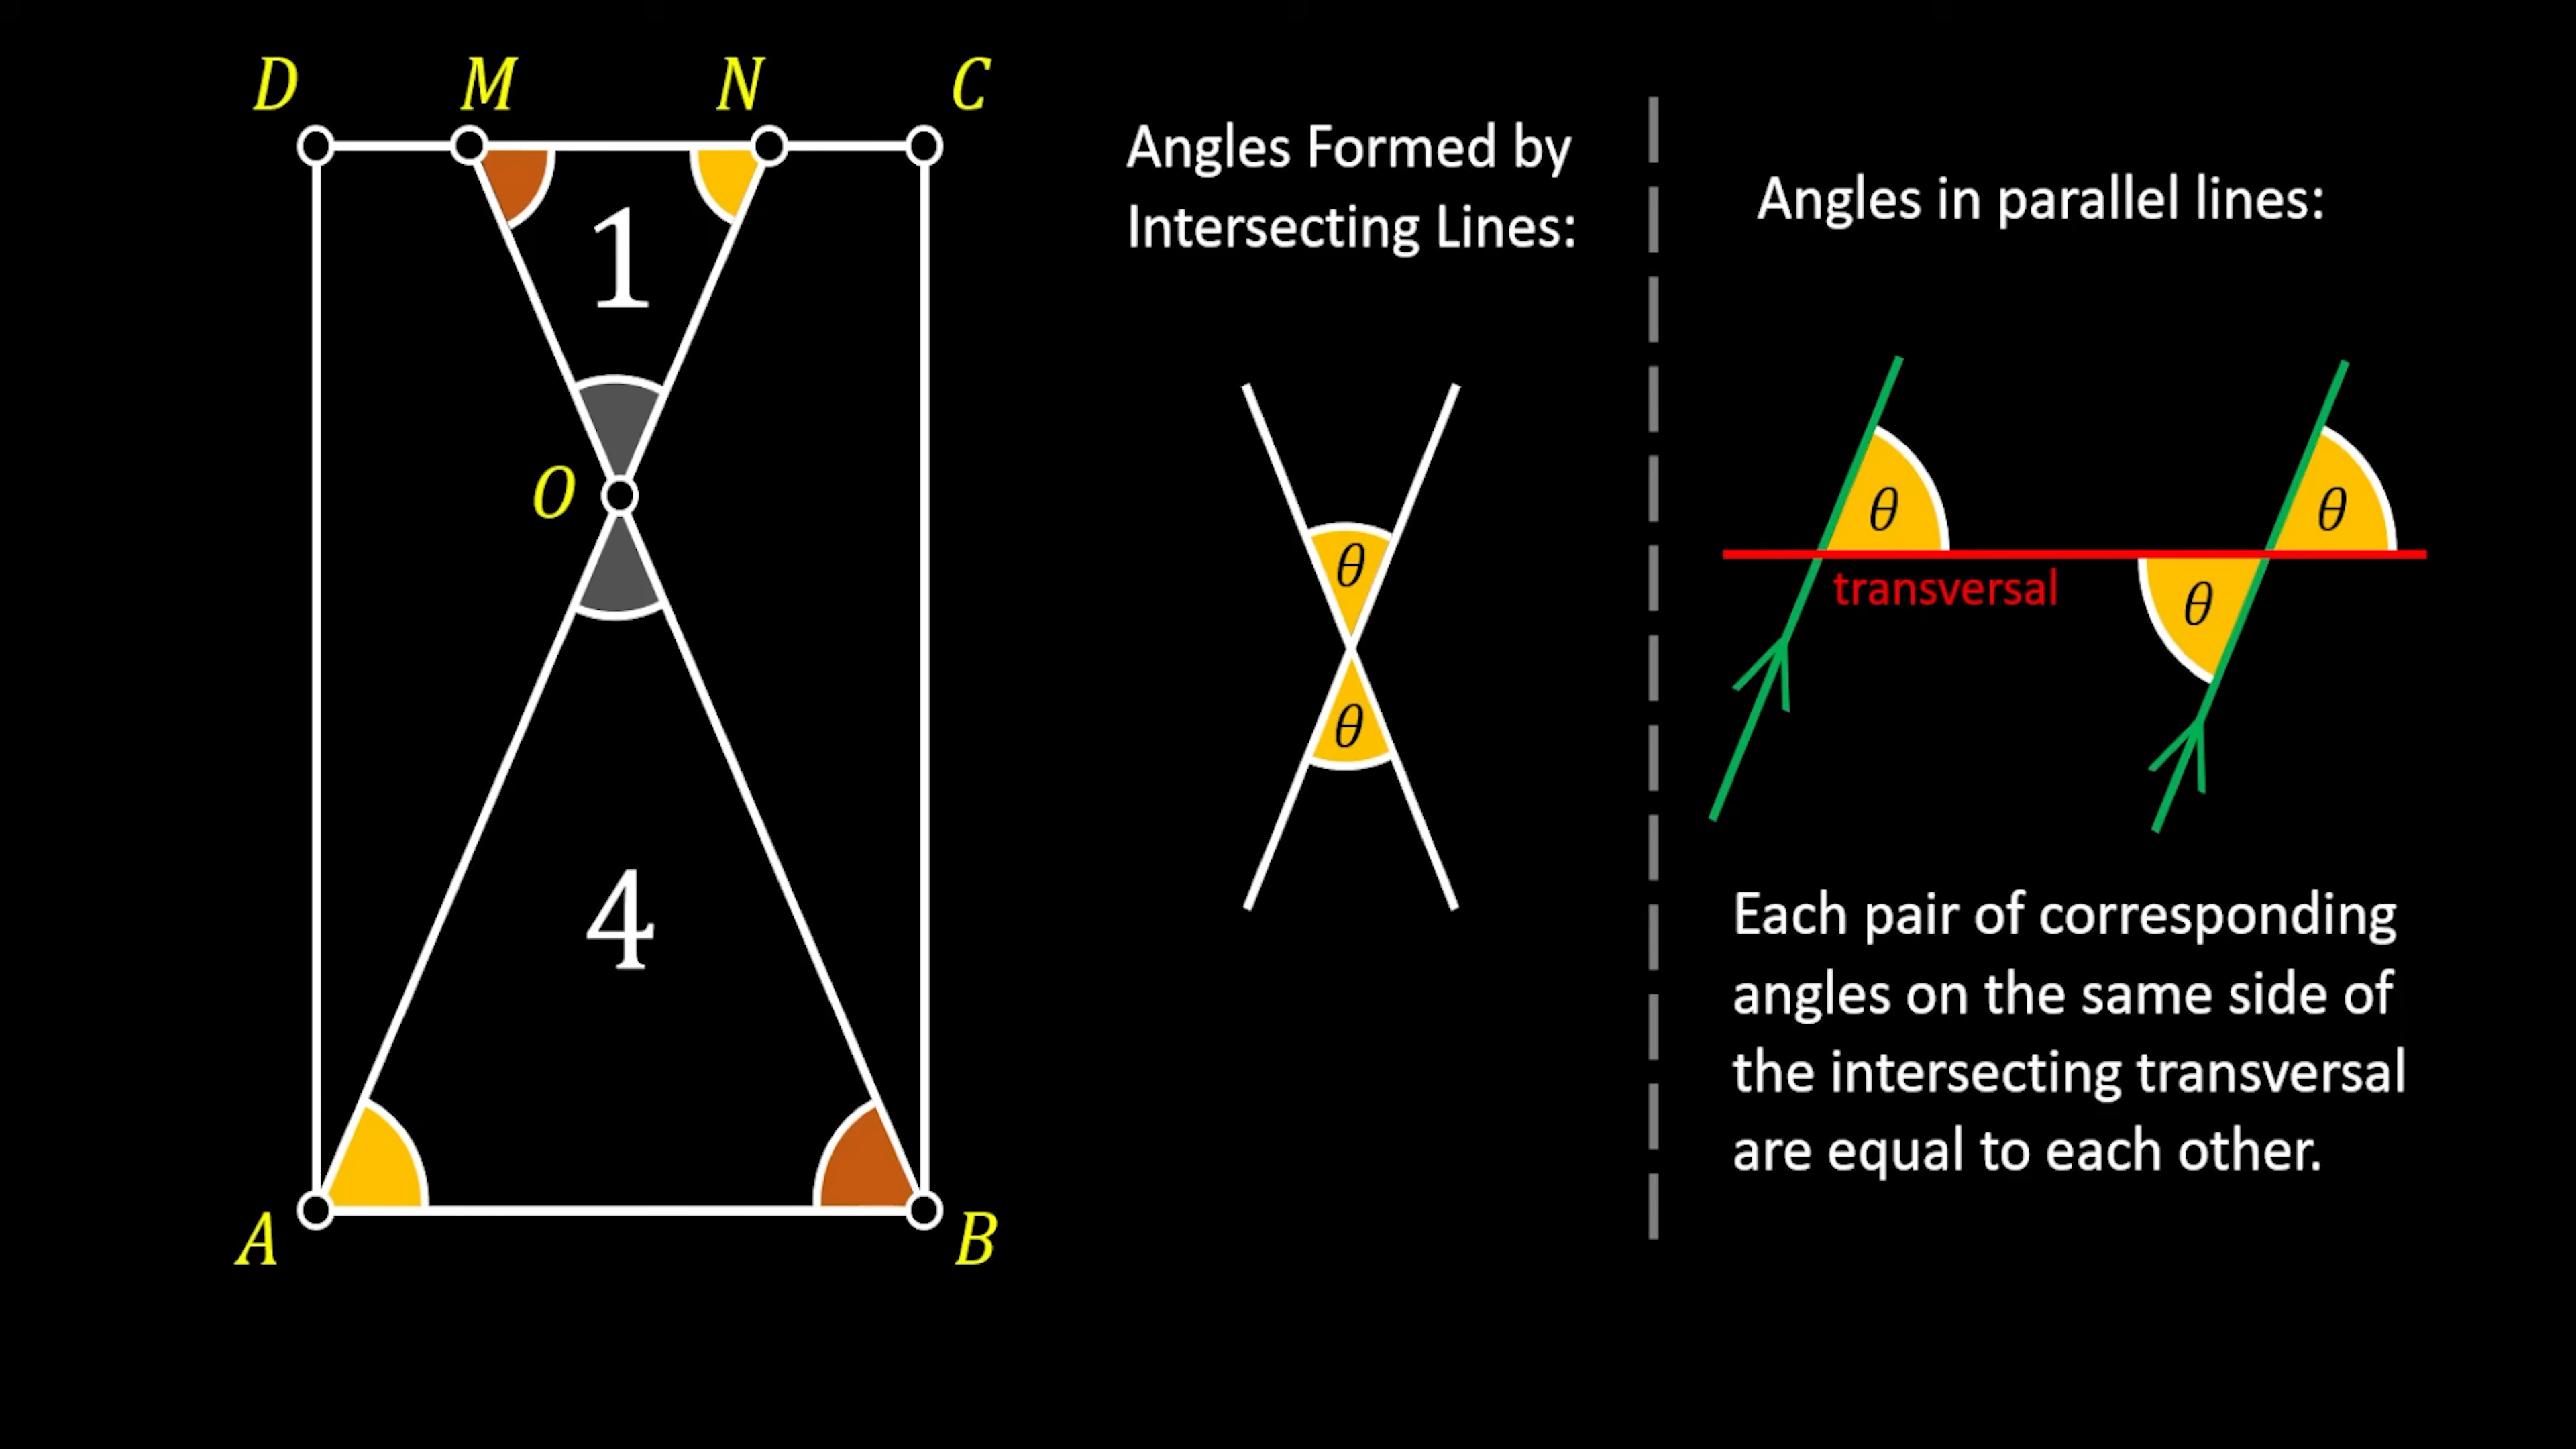 D M N C
1
O
4
A B
Angles Formed by
Intersecting Lines:
θ
θ
Angles in parallel lines:
θ θ
transversal θ
Each pair of corresponding
angles on the same side of
the intersecting transversal
are equal to each other.